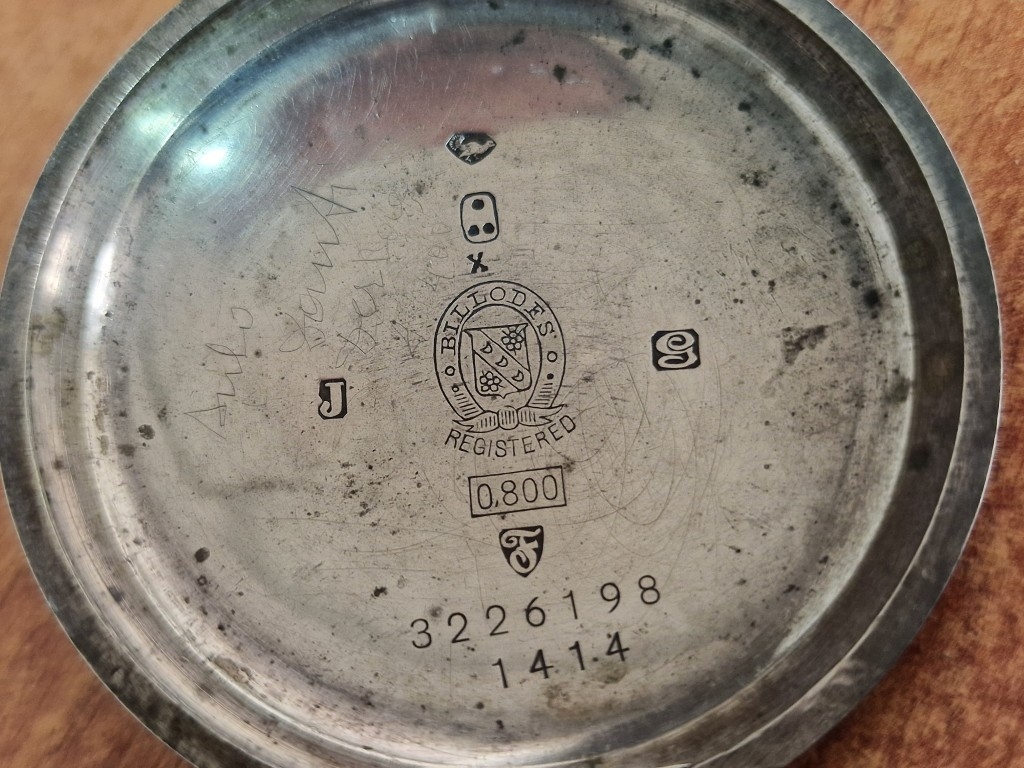 X
BILLODES
J
G
REGISTERED
0,800
F
3226198
1414